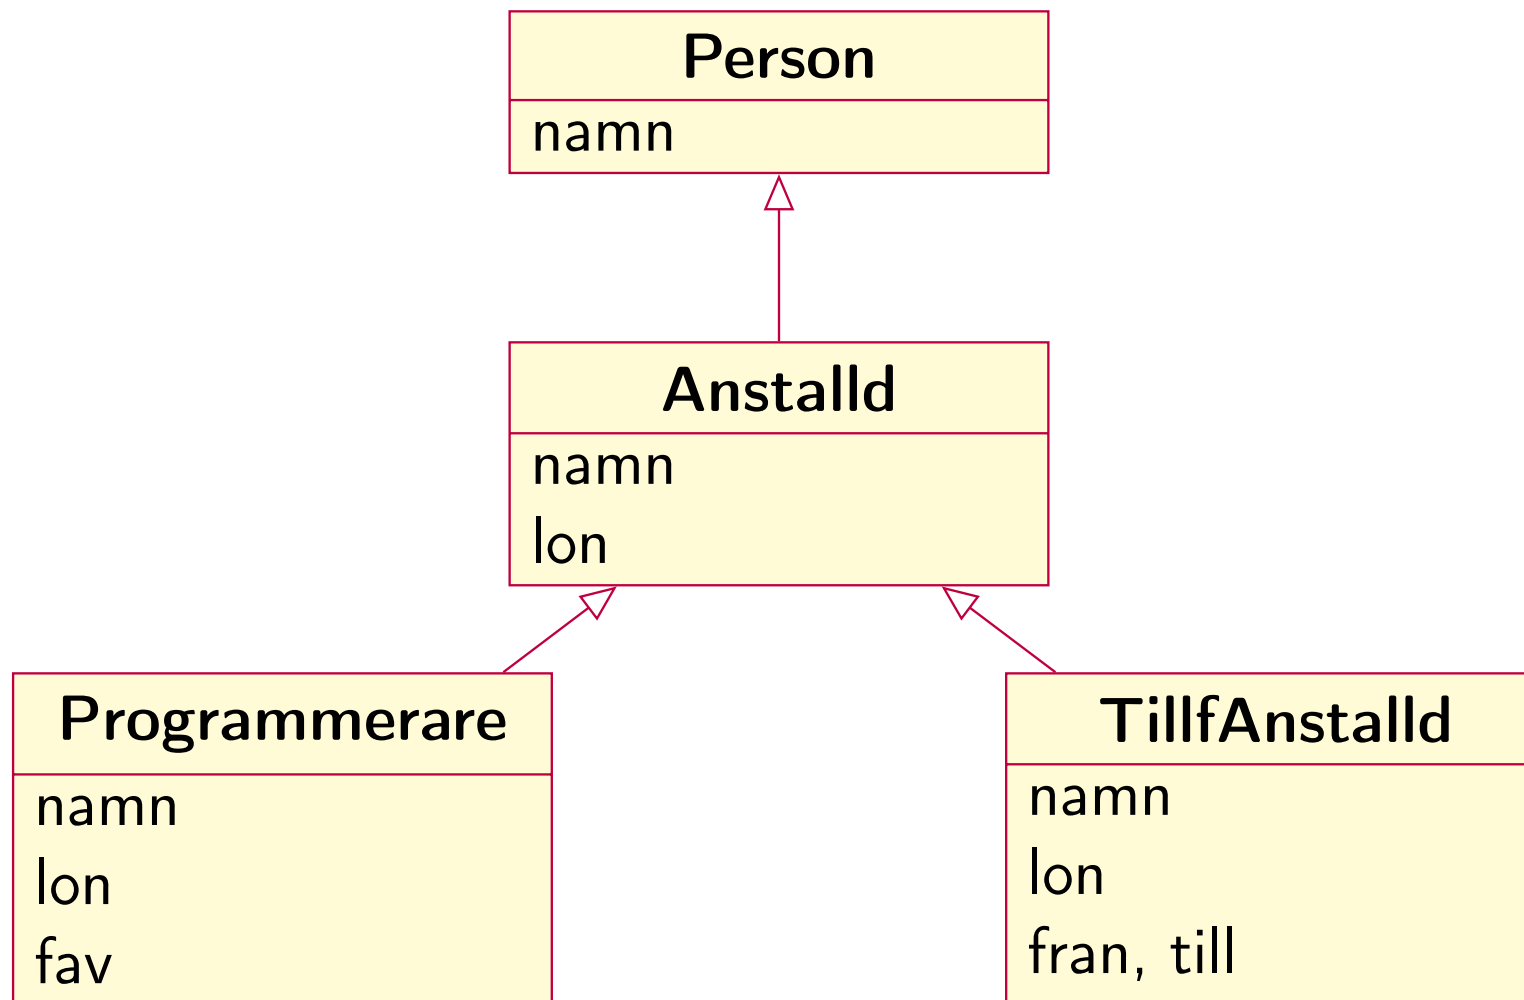 Person
namn
Anstalld
namn
lon
Programmerare
namn
lon
fav
TillfAnstalld
namn
lon
fran, till